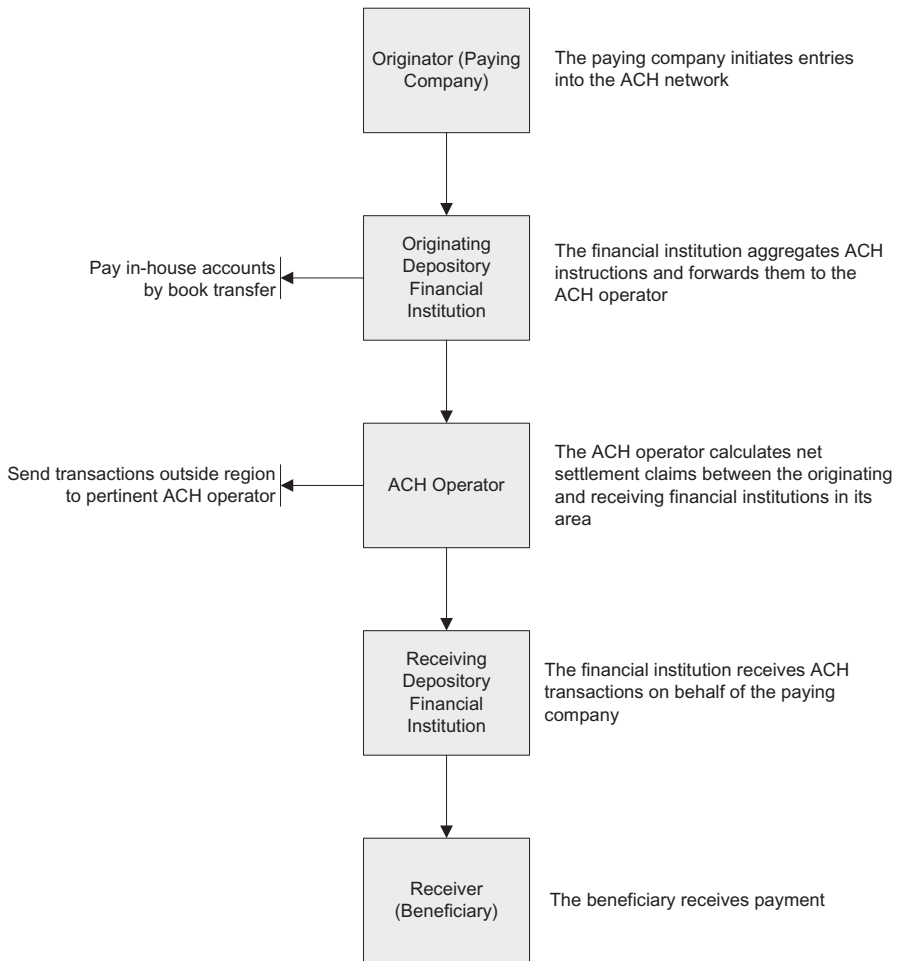 Originator (Paying
Company)
The paying company initiates entries
into the ACH network
Pay in-house accounts
by book transfer
Originating
Depository
Financial
Institution
The financial institution aggregates ACH
instructions and forwards them to the
ACH operator
Send transactions outside region
to pertinent ACH operator
ACH Operator
The ACH operator calculates net
settlement claims between the originating
and receiving financial institutions in its
area
Receiving
Depository
Financial
Institution
The financial institution receives ACH
transactions on behalf of the paying
company
Receiver
(Beneficiary)
The beneficiary receives payment